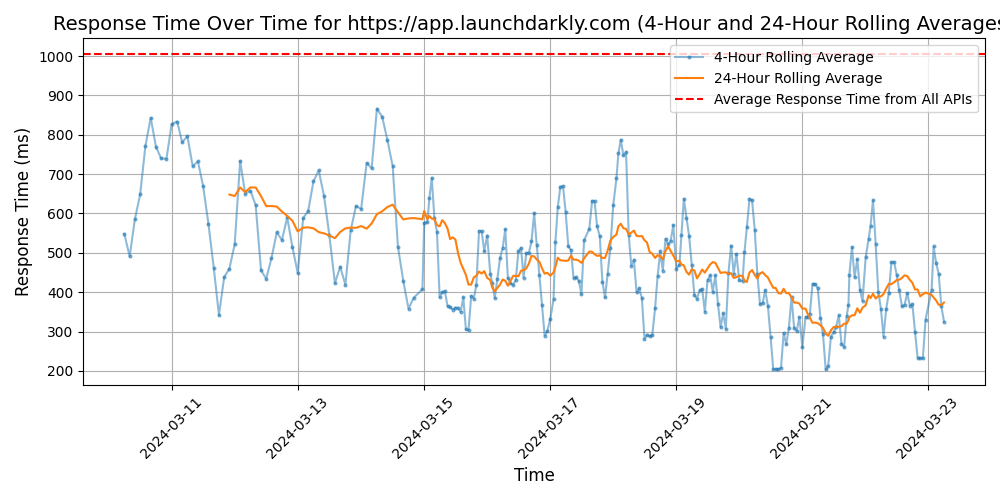 Response Time Over Time for https://app.launchdarkly.com (4-Hour and 24-Hour Rolling Averages
4-Hour Rolling Average
24-Hour Rolling Average
Average Response Time from All APIs
Response Time (ms)
1000
900
800
700
600
500
400
300
200
2024-03-11
2024-03-13
2024-03-15
2024-03-17
2024-03-19
2024-03-21
2024-03-23
Time